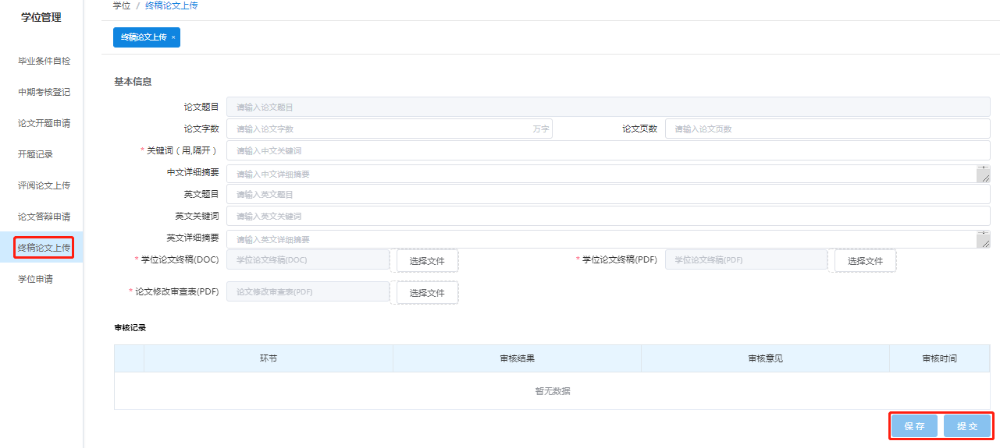 学位管理
毕业条件自检
中期考核登记
论文开题申请
开题记录
评阅论文上传
论文答辩申请
终稿论文上传
学位申请
学位 / 终稿论文上传
终稿论文上传 ×
基本信息
论文题目 请输入论文题目
论文字数 请输入论文字数 万字 论文页数 请输入论文页数
* 关键词（用,隔开） 请输入中文关键词
中文详细摘要 请输入中文详细摘要
英文题目 请输入英文题目
英文关键词 请输入英文关键词
英文详细摘要 请输入英文详细摘要
* 学位论文终稿(DOC) 学位论文终稿(DOC) 选择文件 * 学位论文终稿(PDF) 学位论文终稿(PDF) 选择文件
* 论文修改审查表(PDF) 论文修改审查表(PDF) 选择文件
审核记录
环节 审核结果 审核意见 审核时间
暂无数据
保存 提交